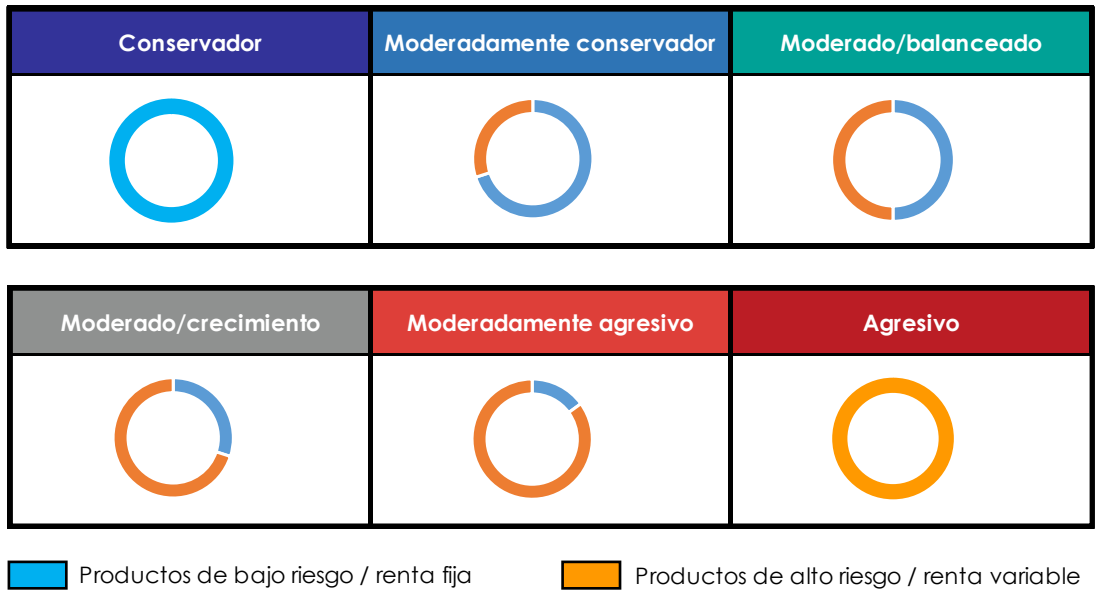 Conservador
Moderadamente conservador
Moderado/balanceado
Moderado/crecimiento
Moderadamente agresivo
Agresivo
Productos de bajo riesgo / renta fija
Productos de alto riesgo / renta variable